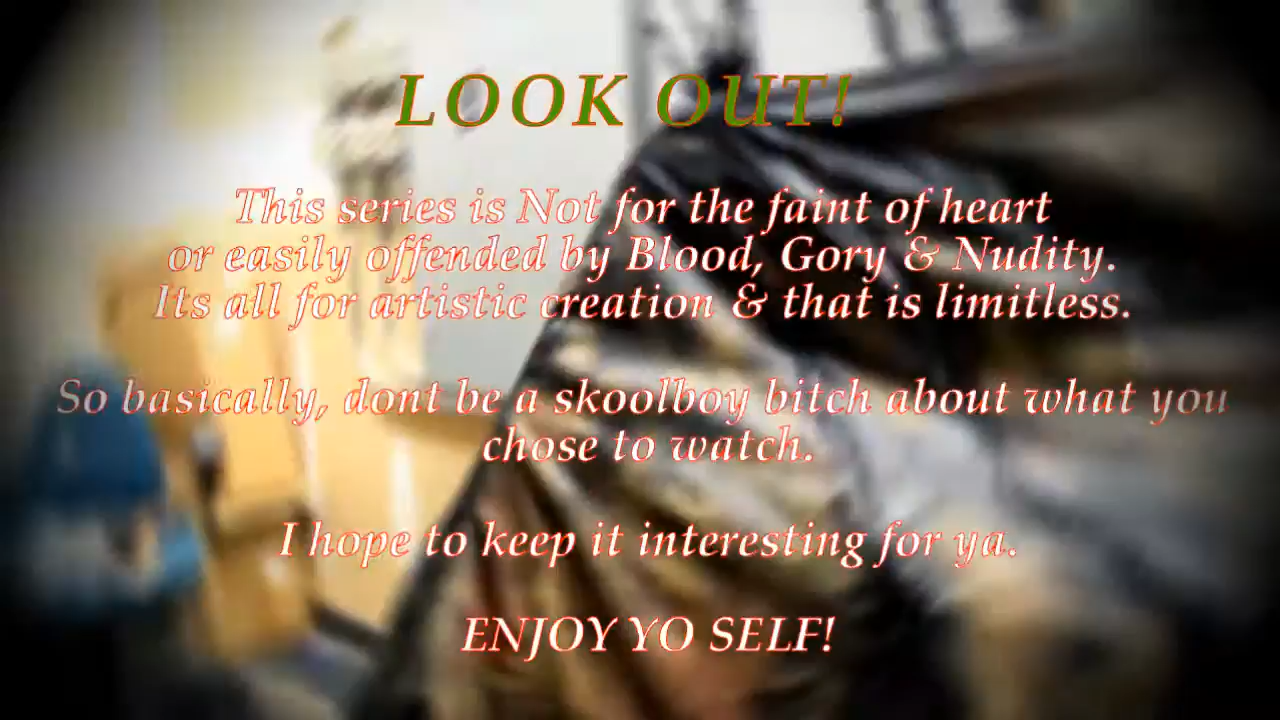 LOOK OUT!
This series is Not for the faint of heart
or easily offended by Blood, Gory & Nudity.
Its all for artistic creation & that is limitless.
So basically, dont be a skoolboy bitch about what you
chose to watch.
I hope to keep it interesting for ya.
ENJOY YO SELF!